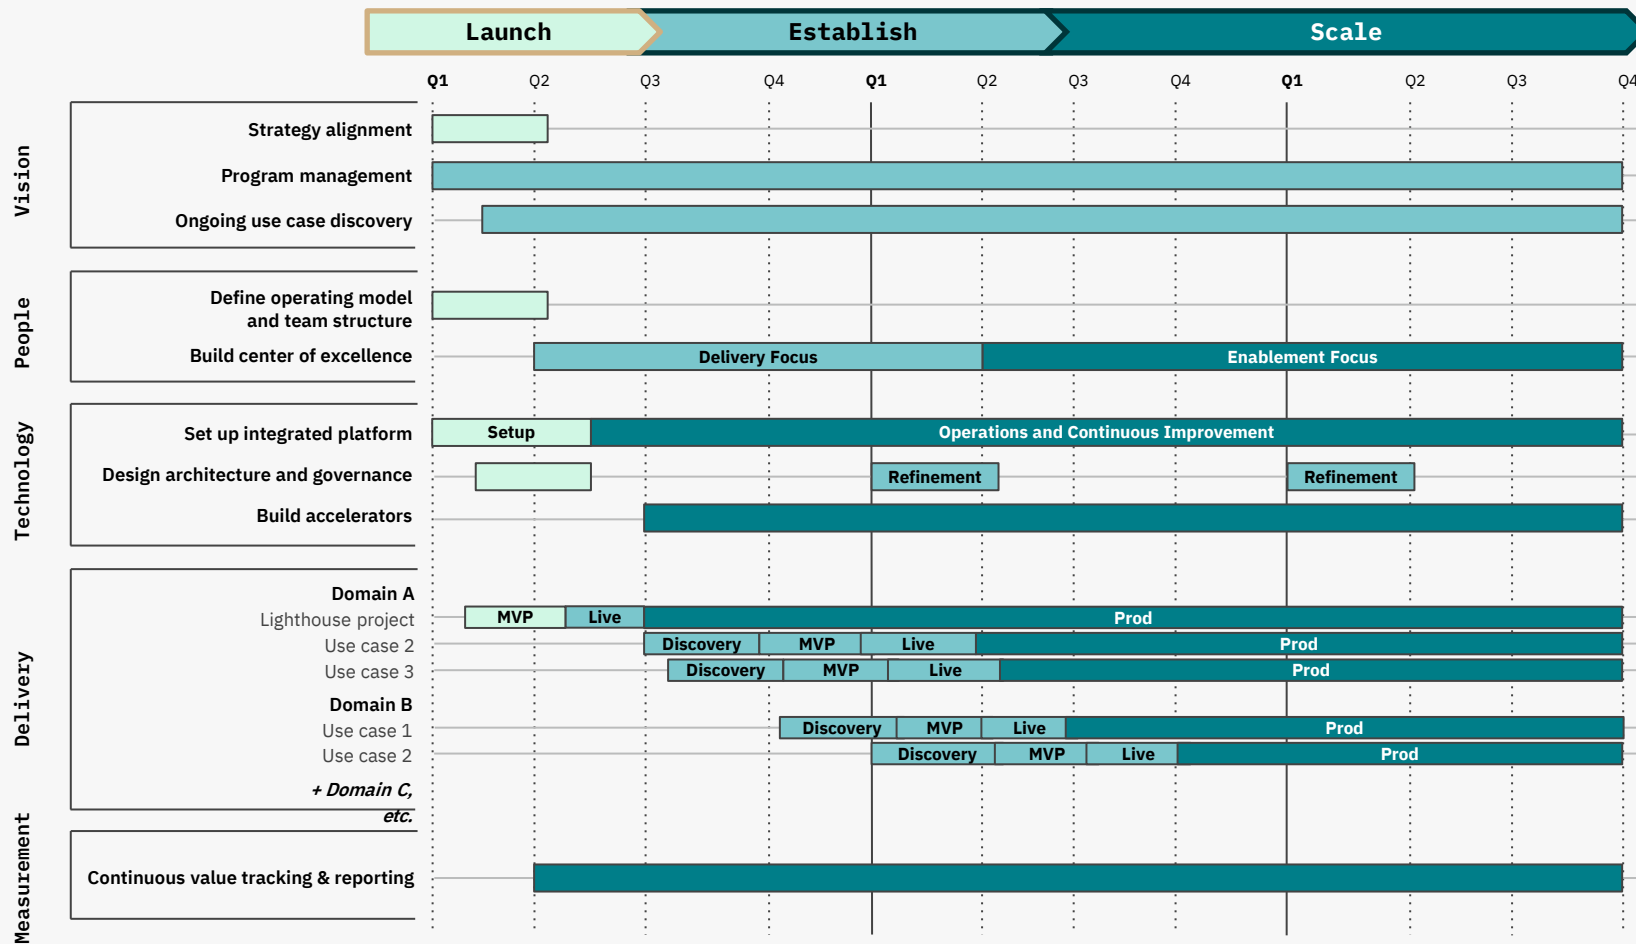 Launch Establish Scale
Q1 Q2 Q3 Q4 Q1 Q2 Q3 Q4 Q1 Q2 Q3 Q4
Vision
Strategy alignment
Program management
Ongoing use case discovery
People
Define operating model
and team structure
Build center of excellence Delivery Focus Enablement Focus
Technology
Set up integrated platform Setup Operations and Continuous Improvement
Design architecture and governance Refinement Refinement
Build accelerators
Delivery
Domain A
Lighthouse project MVP Live Prod
Use case 2 Discovery MVP Live Prod
Use case 3 Discovery MVP Live Prod
Domain B
Use case 1 Discovery MVP Live Prod
Use case 2 Discovery MVP Live Prod
+ Domain C,
etc.
Measurement
Continuous value tracking & reporting